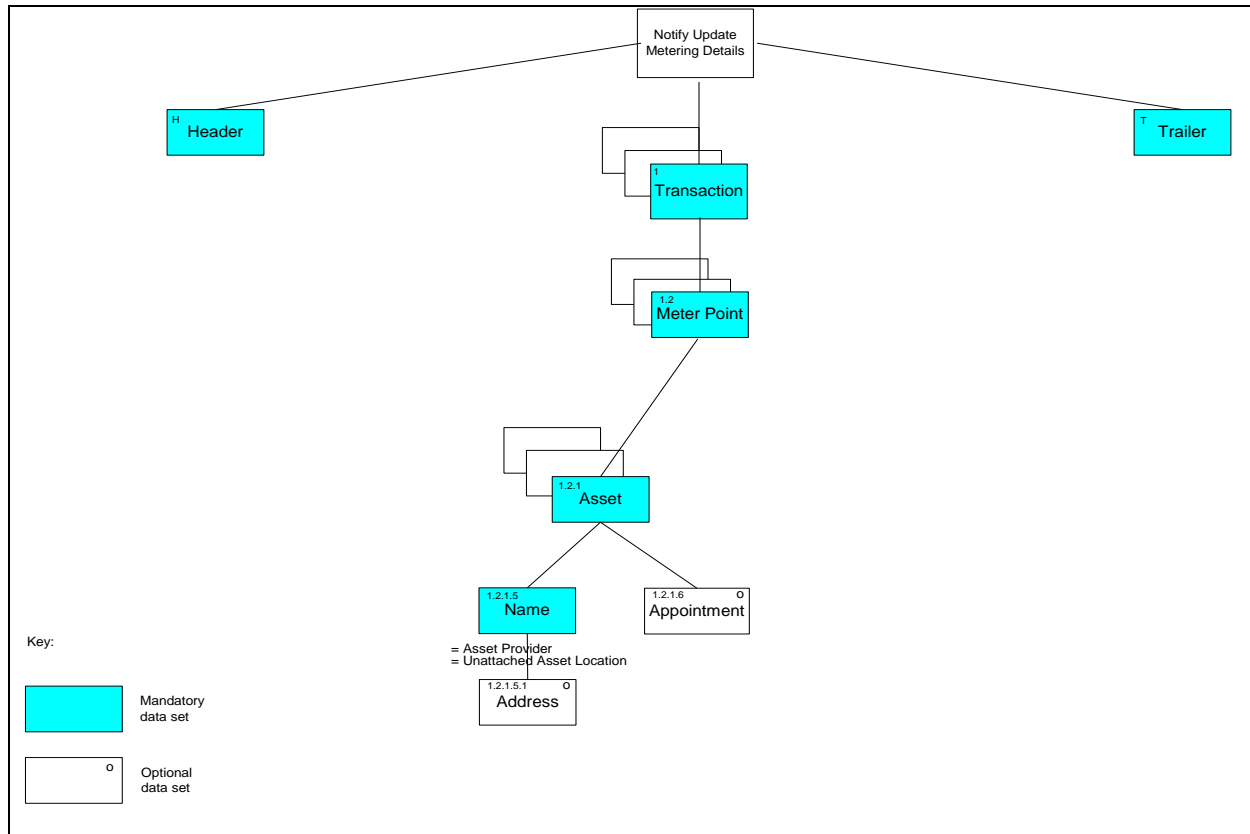 Notify Update
Metering Details
H
Header
T
Trailer
1
Transaction
1.2
Meter Point
1.2.1
Asset
1.2.1.5
Name
1.2.1.6 O
Appointment
= Asset Provider
= Unattached Asset Location
1.2.1.5.1 O
Address
Key:
Mandatory
data set
O
Optional
data set